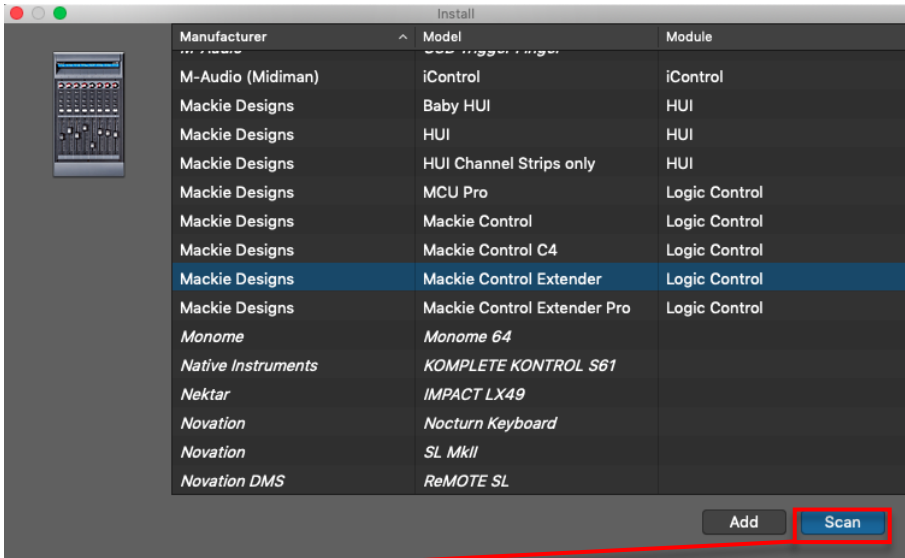 Install
Manufacturer Model Module
M-Audio USB Trigger Finger
M-Audio (Midiman) iControl iControl
Mackie Designs Baby HUI HUI
Mackie Designs HUI HUI
Mackie Designs HUI Channel Strips only HUI
Mackie Designs MCU Pro Logic Control
Mackie Designs Mackie Control Logic Control
Mackie Designs Mackie Control C4 Logic Control
Mackie Designs Mackie Control Extender Logic Control
Mackie Designs Mackie Control Extender Pro Logic Control
Monome Monome 64
Native Instruments KOMPLETE KONTROL S61
Nektar IMPACT LX49
Novation Nocturn Keyboard
Novation SL MkII
Novation DMS ReMOTE SL
Add Scan